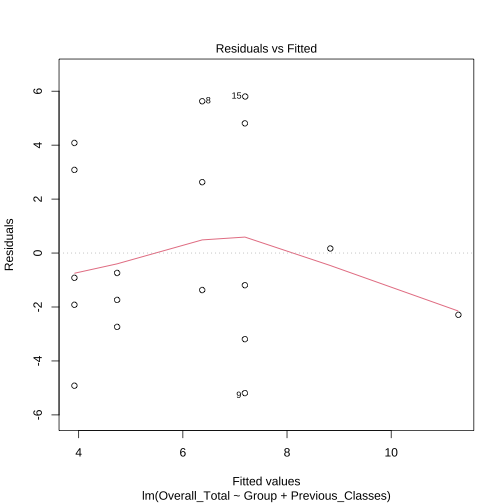 Residuals vs Fitted
6
4
2
0
-2
-4
-6
Residuals
8
15
9
4 6 8 10
Fitted values
lm(Overall_Total ~ Group + Previous_Classes)